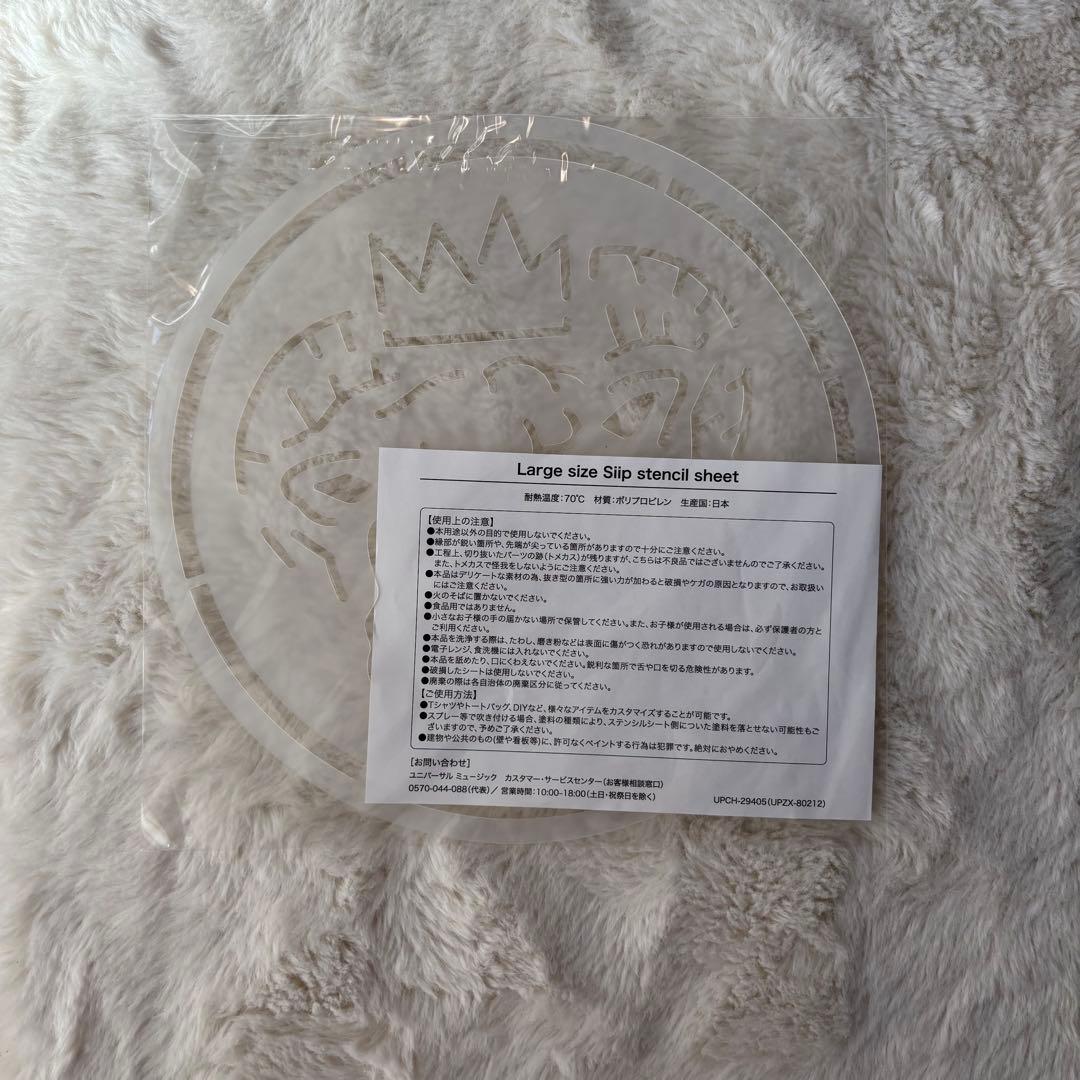 Large size Siip stencil sheet
耐熱温度:70℃ 材質:ポリプロピレン 生産国:日本
【使用上の注意】
●本用途以外の目的で使用しないでください。
●縁部が鋭い箇所や、先端が尖っている箇所がありますので十分にご注意ください。
●工程上、切り抜いたパーツの跡(トメカス)が残りますが、こちらは不良品ではございませんのでご了承ください。
また、トメカスで怪我をしないようにご注意ください。
●本品はデリケートな素材の為、抜き型の箇所に強い力が加わると破損やケガの原因となりますので、お取扱い
にはご注意ください。
●火のそばに置かないでください。
●食品用ではありません。
●小さなお子様の手の届かない場所で保管してください。また、お子様が使用される場合は、必ず保護者の方と
ご利用ください。
●本品を洗浄する際は、たわし、磨き粉などは表面に傷がつく恐れがありますので使用しないでください。
●電子レンジ、食洗機には入れないでください。
●本品を舐めたり、口にくわえないでください。鋭利な箇所で舌や口を切る危険性があります。
●破損したシートは使用しないでください。
●廃棄の際は各自治体の廃棄区分に従ってください。
【ご使用方法】
●Tシャツやトートバッグ、DIYなど、様々なアイテムをカスタマイズすることが可能です。
●スプレー等で吹き付ける場合、塗料の種類により、ステンシルシート側についた塗料を落とせない可能性もご
ざいますので、予めご了承ください。
●建物や公共のもの(壁や看板等)に、許可なくペイントする行為は犯罪です。絶対におやめください。
[お問い合わせ]
ユニバーサル ミュージック カスタマー・サービスセンター(お客様相談窓口)
0570-044-088(代表)/ 営業時間:10:00-18:00(土日・祝祭日を除く)
UPCH-29405(UPZX-80212)